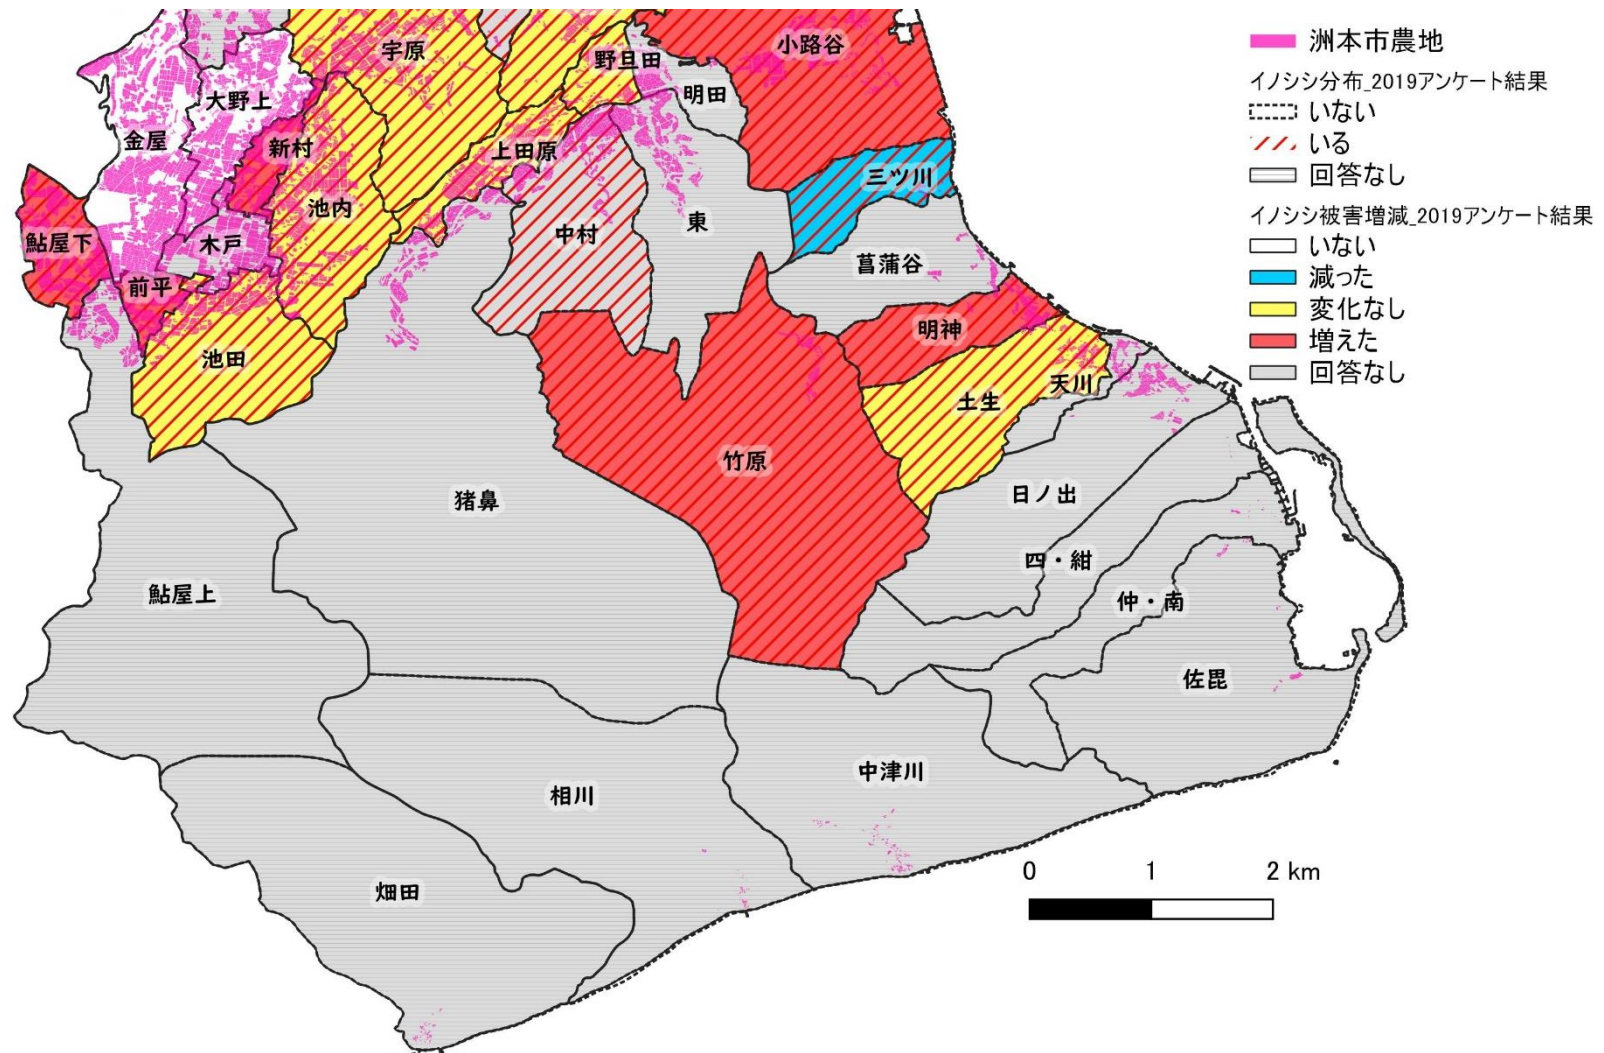 洲本市農地
イノシシ分布_2019アンケート結果
いない
いる
回答なし
イノシシ被害増減_2019アンケート結果
いない
減った
変化なし
増えた
回答なし
宇原
野旦田
小路谷
大野上
明田
金屋
新村
上田原
三ツ川
池内
鮎屋下
木戸
中村
東
菖蒲谷
前平
明神
池田
天川
土生
竹原
猪鼻
日ノ出
四・紺
鮎屋上
仲・南
佐毘
相川
中津川
畑田
0 1 2 km